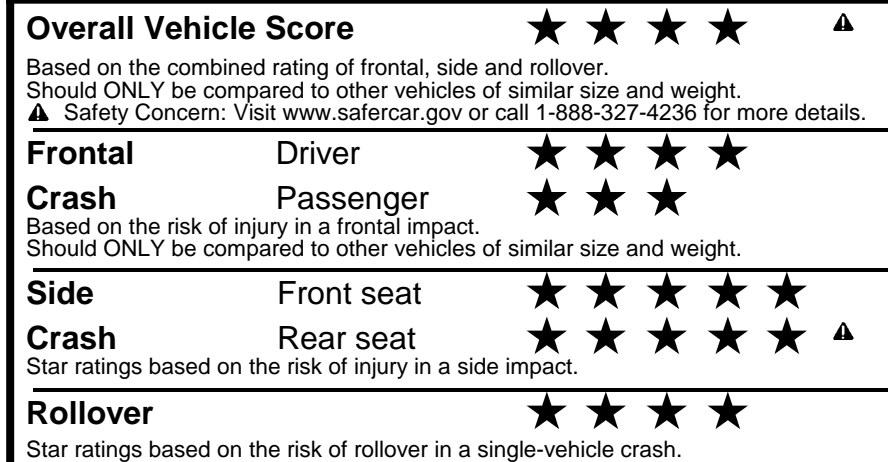 Overall Vehicle Score ★ ★ ★ ★ ⚠
Based on the combined rating of frontal, side and rollover.
Should ONLY be compared to other vehicles of similar size and weight.
⚠ Safety Concern: Visit www.safercar.gov or call 1-888-327-4236 for more details.
Frontal Driver ★ ★ ★ ★
Crash Passenger ★ ★ ★
Based on the risk of injury in a frontal impact.
Should ONLY be compared to other vehicles of similar size and weight.
Side Front seat ★ ★ ★ ★ ★
Crash Rear seat ★ ★ ★ ★ ★ ⚠
Star ratings based on the risk of injury in a side impact.
Rollover ★ ★ ★ ★
Star ratings based on the risk of rollover in a single-vehicle crash.